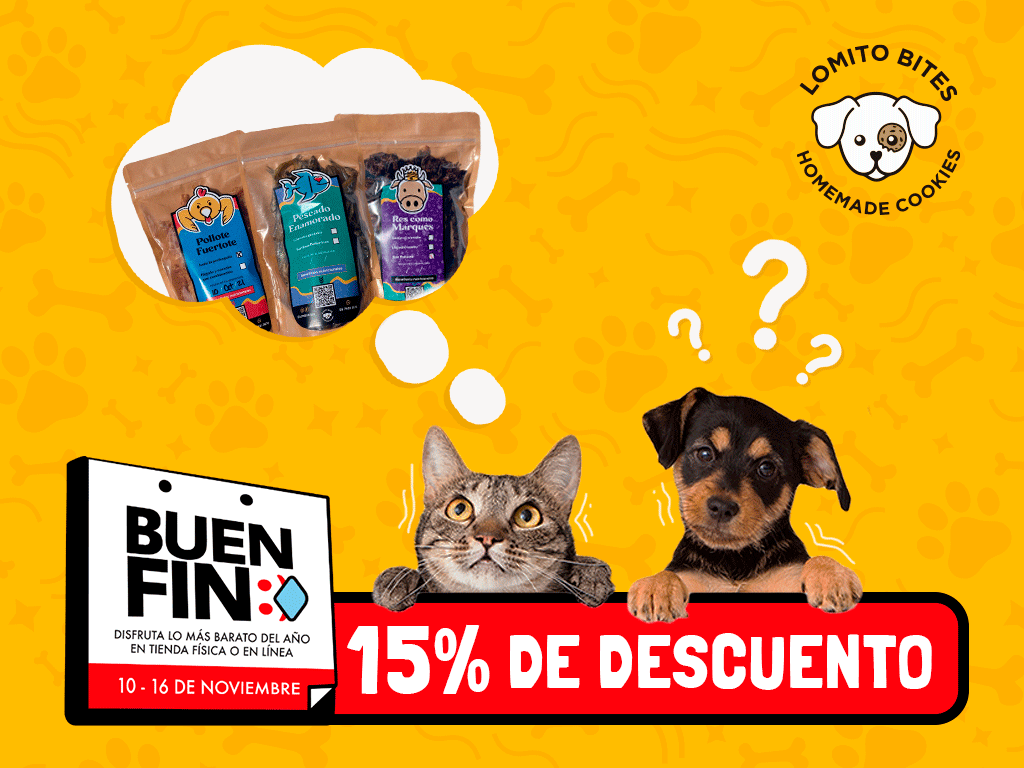 LOMITO BITES
HOMEMADE COOKIES
Pollote
Fuertote
Pescado
Enamorado
Res como
Marqués
? ? ?
BUEN
FIN
DISFRUTA LO MÁS BARATO DEL AÑO
EN TIENDA FÍSICA O EN LÍNEA
10 - 16 DE NOVIEMBRE
15% DE DESCUENTO